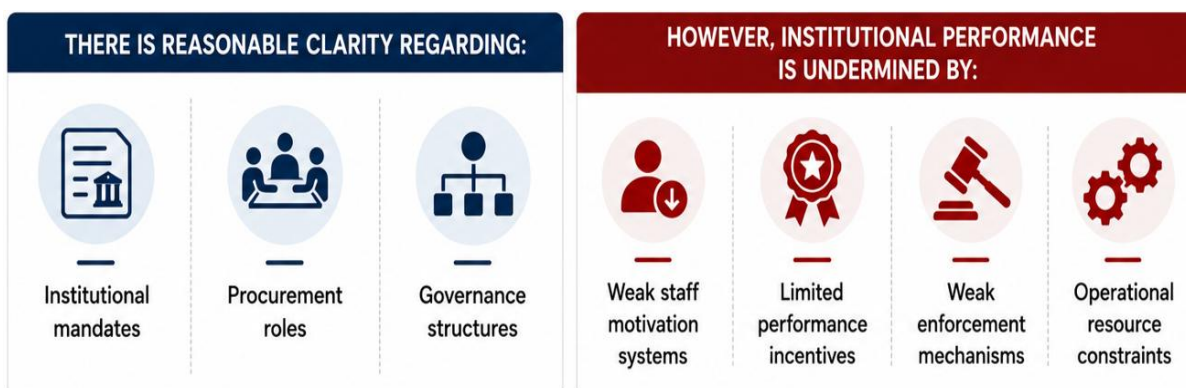 THERE IS REASONABLE CLARITY REGARDING:
Institutional
mandates
Procurement
roles
Governance
structures
HOWEVER, INSTITUTIONAL PERFORMANCE
IS UNDERMINED BY:
Weak staff
motivation
systems
Limited
performance
incentives
Weak
enforcement
mechanisms
Operational
resource
constraints